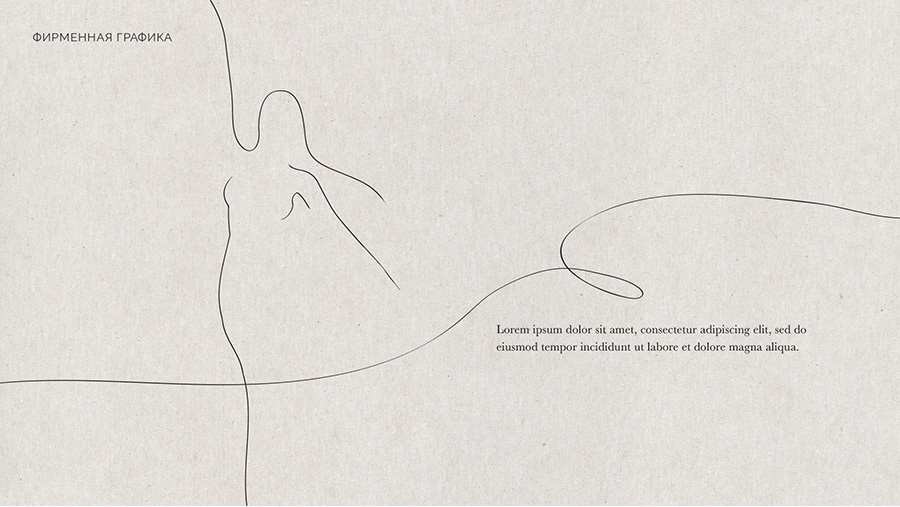 ФИРМЕННАЯ ГРАФИКА
Lorem ipsum dolor sit amet, consectetur adipiscing elit, sed do
eiusmod tempor incididunt ut labore et dolore magna aliqua.